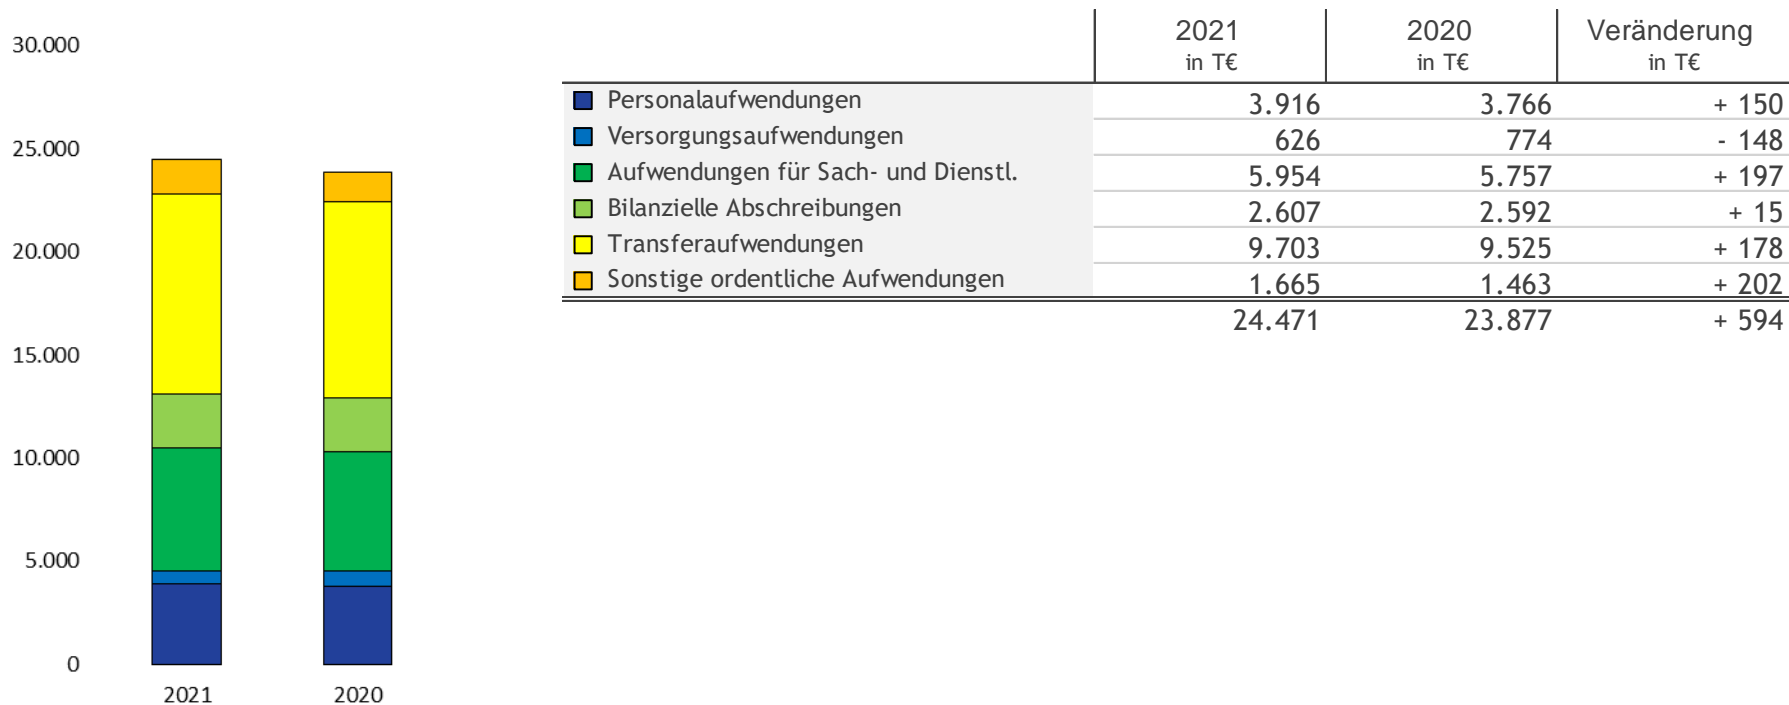 30.000
25.000
20.000
15.000
10.000
5.000
0
2021 2020
2021 2020 Veränderung
in T€ in T€ in T€
Personalaufwendungen 3.916 3.766 + 150
Versorgungsaufwendungen 626 774 - 148
Aufwendungen für Sach- und Dienstl. 5.954 5.757 + 197
Bilanzielle Abschreibungen 2.607 2.592 + 15
Transferaufwendungen 9.703 9.525 + 178
Sonstige ordentliche Aufwendungen 1.665 1.463 + 202
24.471 23.877 + 594